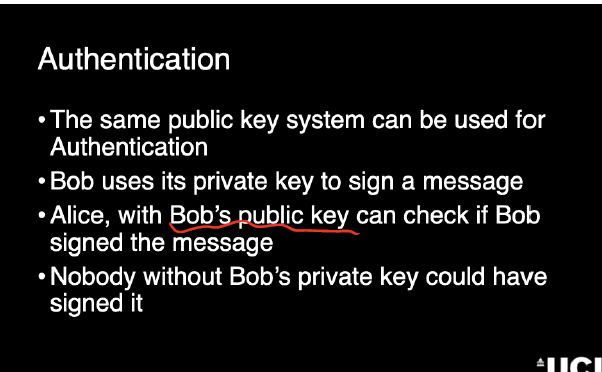 Authentication
• The same public key system can be used for
Authentication
• Bob uses its private key to sign a message
• Alice, with Bob's public key can check if Bob
signed the message
• Nobody without Bob's private key could have
signed it